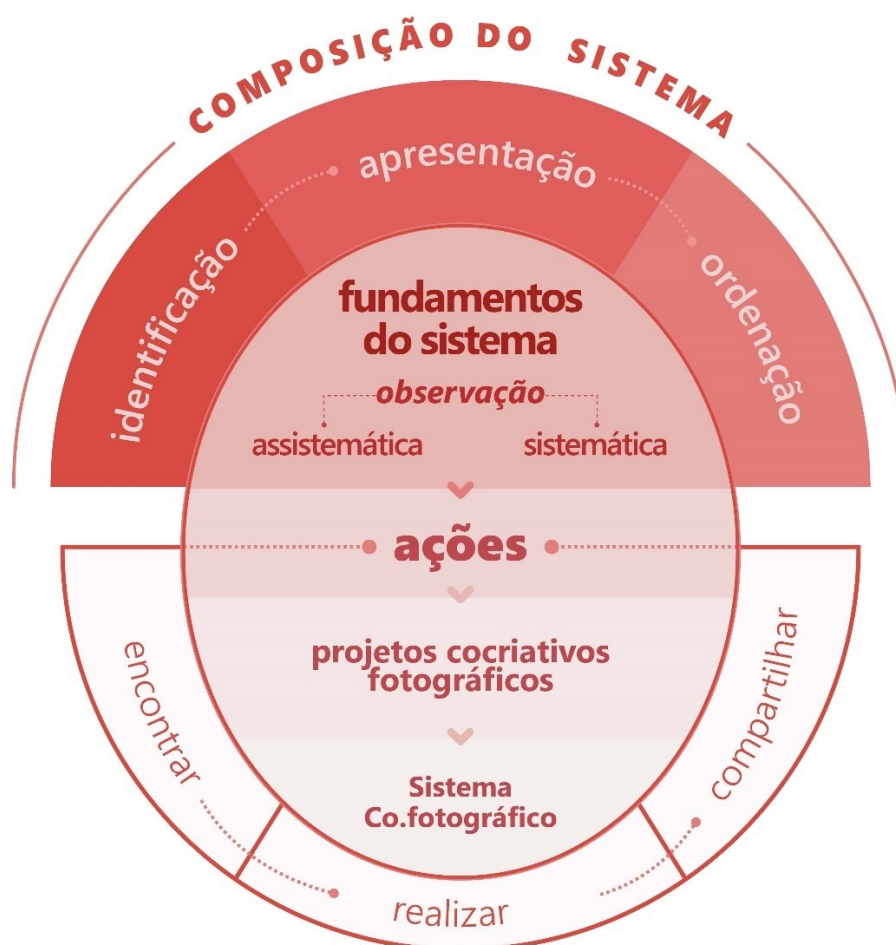 COMPOSIÇÃO DO SISTEMA
identificação
apresentação
ordenação
fundamentos
do sistema
observação
assistemática
sistemática
ações
projetos cocriativos
fotográficos
Sistema
Co.fotográfico
encontrar
realizar
compartilhar